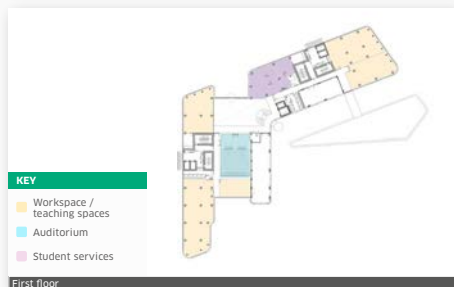 KEY
Workspace /
teaching spaces
Auditorium
Student services
First floor